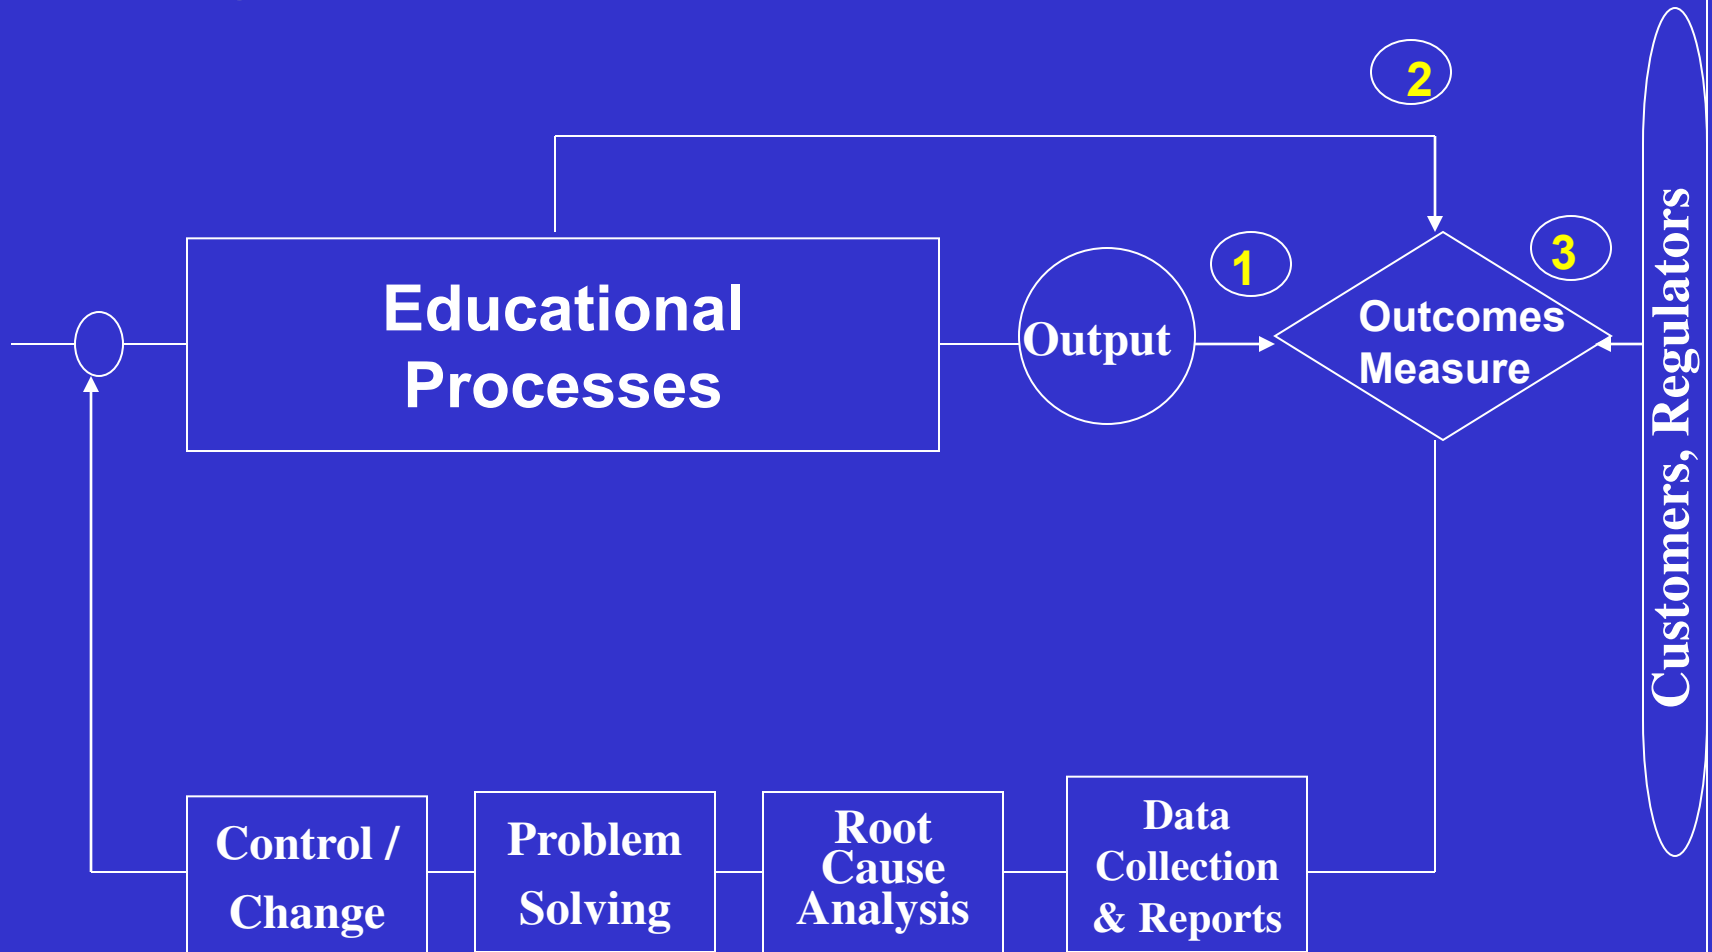 2
Educational
Processes
Output
1
Outcomes
Measure
3
Customers, Regulators
Control /
Change
Problem
Solving
Root
Cause
Analysis
Data
Collection
& Reports